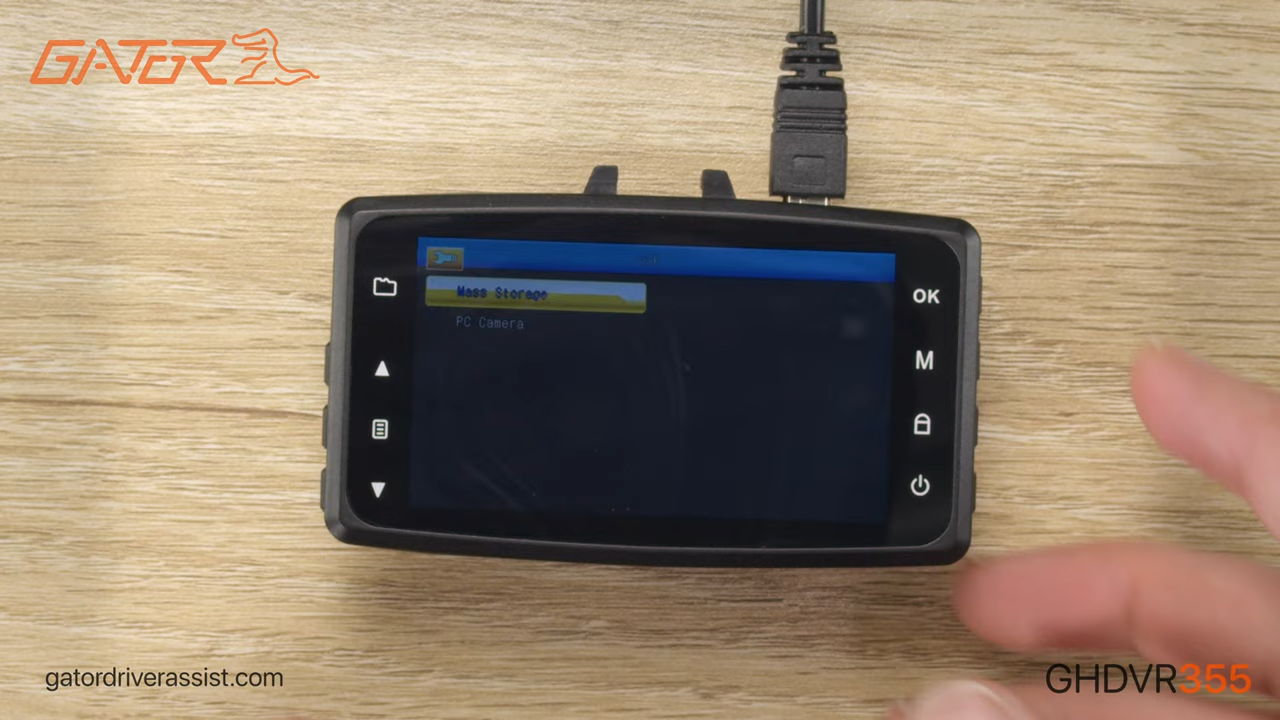 GATOR
Mass Storage
PC Camera
OK
M
gatordriverassist.com
GHDVR355